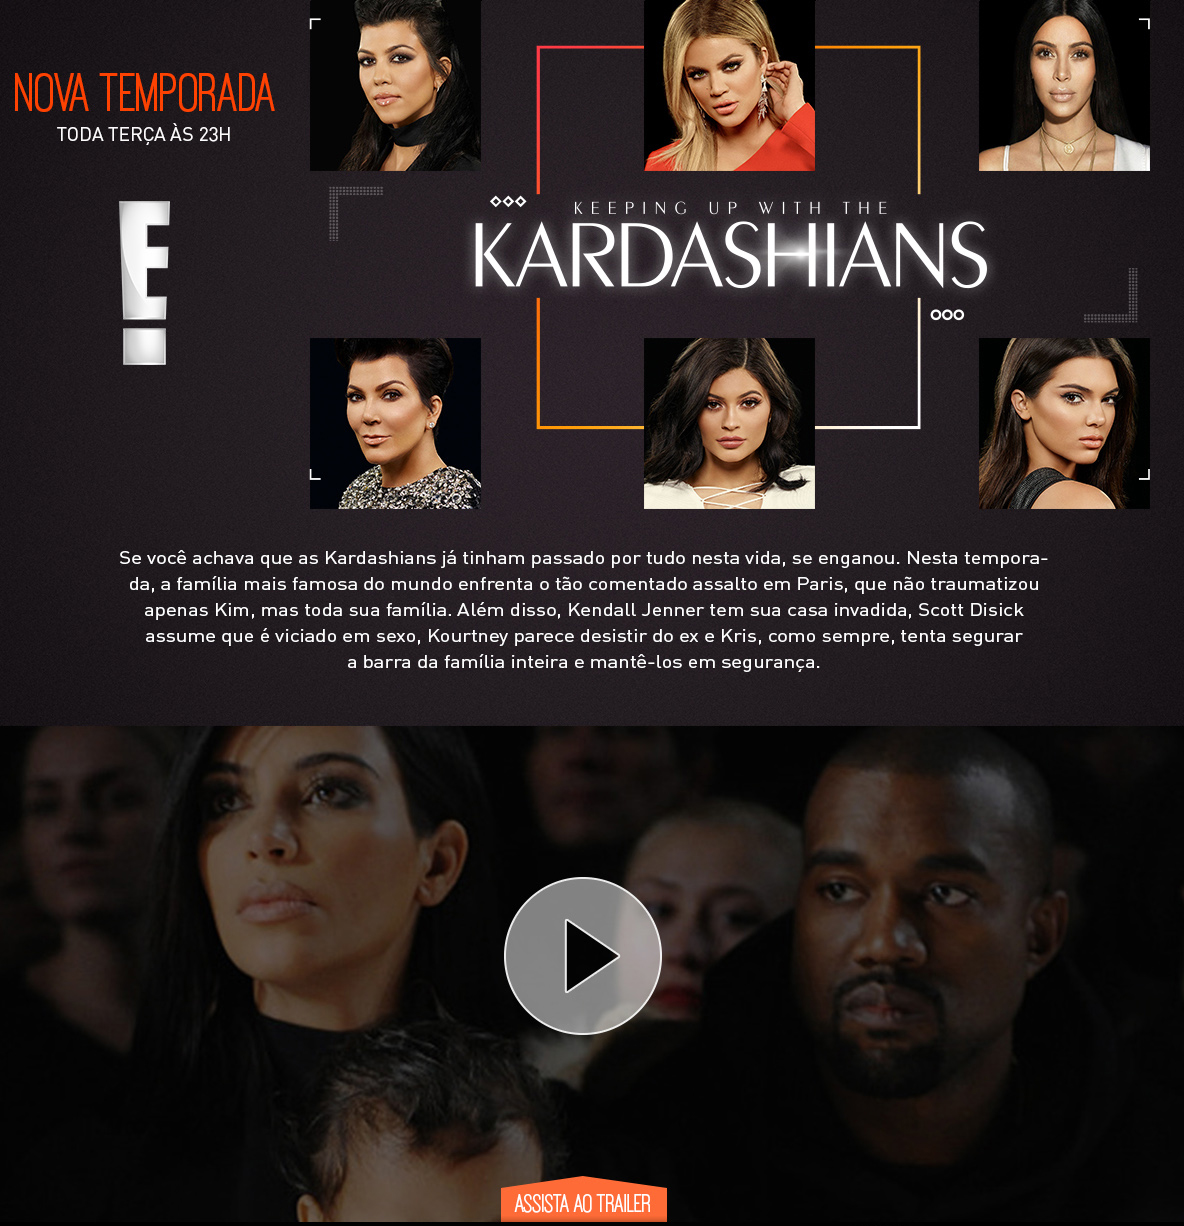 NOVA TEMPORADA
TODA TERÇA ÀS 23H
E!
KEEPING UP WITH THE
KARDASHIANS
Se você achava que as Kardashians já tinham passado por tudo nesta vida, se enganou. Nesta tempora-
da, a família mais famosa do mundo enfrenta o tão comentado assalto em Paris, que não traumatizou
apenas Kim, mas toda sua família. Além disso, Kendall Jenner tem sua casa invadida, Scott Disick
assume que é viciado em sexo, Kourtney parece desistir do ex e Kris, como sempre, tenta segurar
a barra da família inteira e mantê-los em segurança.
ASSISTA AO TRAILER